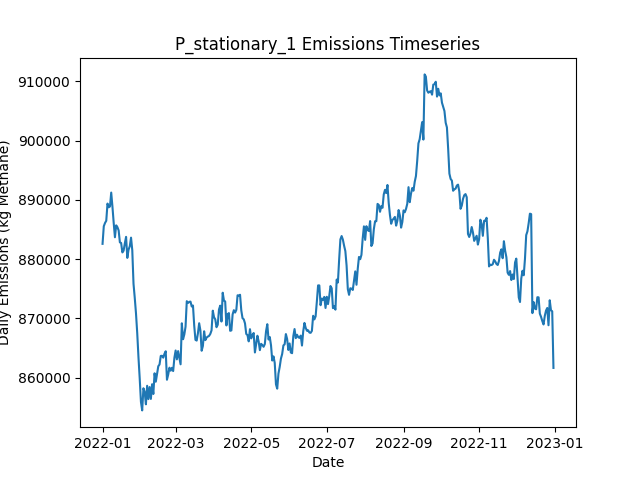 P_stationary_1 Emissions Timeseries
Daily Emissions (kg Methane)
910000
900000
890000
880000
870000
860000
2022-01 2022-03 2022-05 2022-07 2022-09 2022-11 2023-01
Date